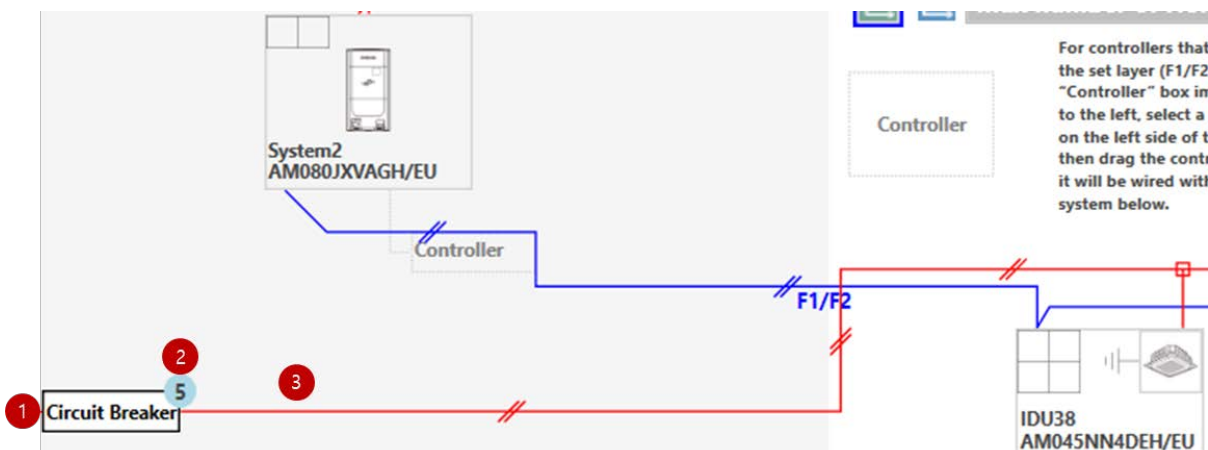 For controllers that
the set layer (F1/F2
"Controller" box im
to the left, select a
on the left side of t
then drag the contr
it will be wired with
system below.
Controller
System2
AM080JXVAGH/EU
Controller
F1/F2
2
5
3
1
Circuit Breaker
IDU38
AM045NN4DEH/EU